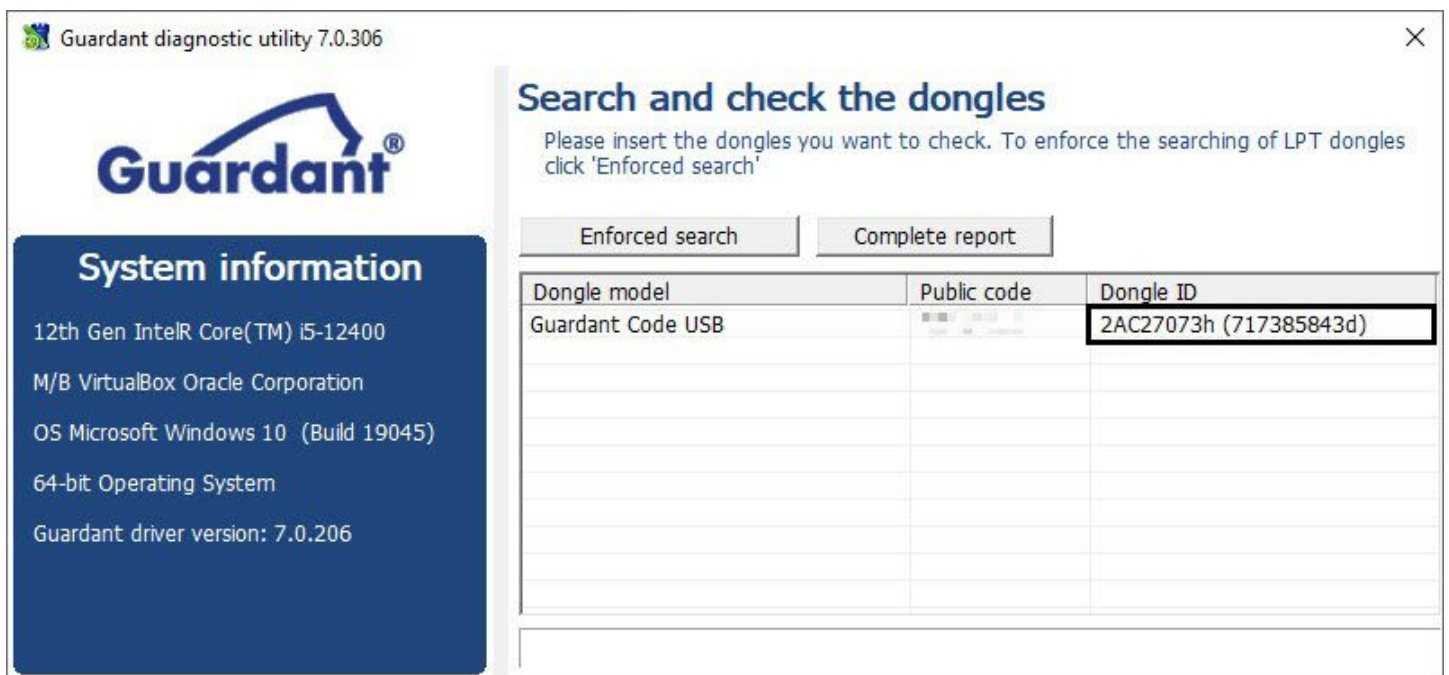 Guardant diagnostic utility 7.0.306
Guardant®
System information
12th Gen IntelR Core(TM) i5-12400
M/B VirtualBox Oracle Corporation
OS Microsoft Windows 10 (Build 19045)
64-bit Operating System
Guardant driver version: 7.0.206
Search and check the dongles
Please insert the dongles you want to check. To enforce the searching of LPT dongles
click 'Enforced search'
Enforced search Complete report
Dongle model Public code Dongle ID
Guardant Code USB 2AC27073h (717385843d)